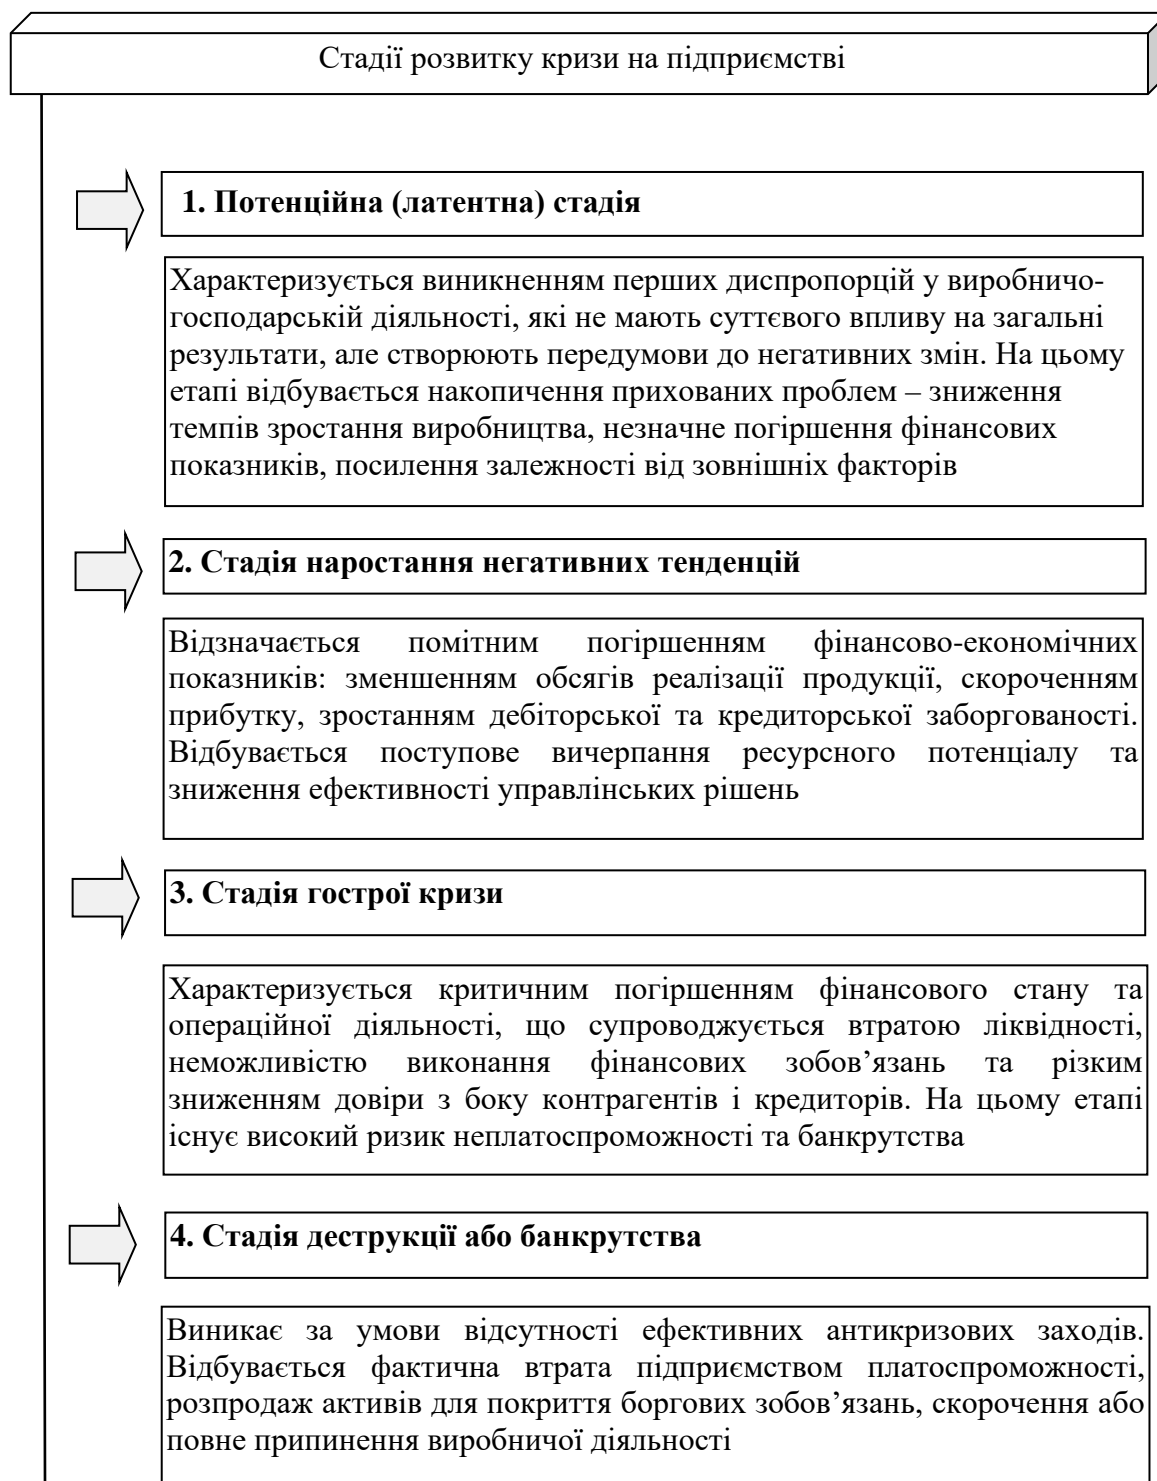 Стадії розвитку кризи на підприємстві
1. Потенційна (латентна) стадія
Характеризується виникненням перших диспропорцій у виробничо-
господарській діяльності, які не мають суттєвого впливу на загальні
результати, але створюють передумови до негативних змін. На цьому
етапі відбувається накопичення прихованих проблем – зниження
темпів зростання виробництва, незначне погіршення фінансових
показників, посилення залежності від зовнішніх факторів
2. Стадія наростання негативних тенденцій
Відзначається помітним погіршенням фінансово-економічних
показників: зменшенням обсягів реалізації продукції, скороченням
прибутку, зростанням дебіторської та кредиторської заборгованості.
Відбувається поступове вичерпання ресурсного потенціалу та
зниження ефективності управлінських рішень
3. Стадія гострої кризи
Характеризується критичним погіршенням фінансового стану та
операційної діяльності, що супроводжується втратою ліквідності,
неможливістю виконання фінансових зобов’язань та різким
зниженням довіри з боку контрагентів і кредиторів. На цьому етапі
існує високий ризик неплатоспроможності та банкрутства
4. Стадія деструкції або банкрутства
Виникає за умови відсутності ефективних антикризових заходів.
Відбувається фактична втрата підприємством платоспроможності,
розпродаж активів для покриття боргових зобов’язань, скорочення або
повне припинення виробничої діяльності